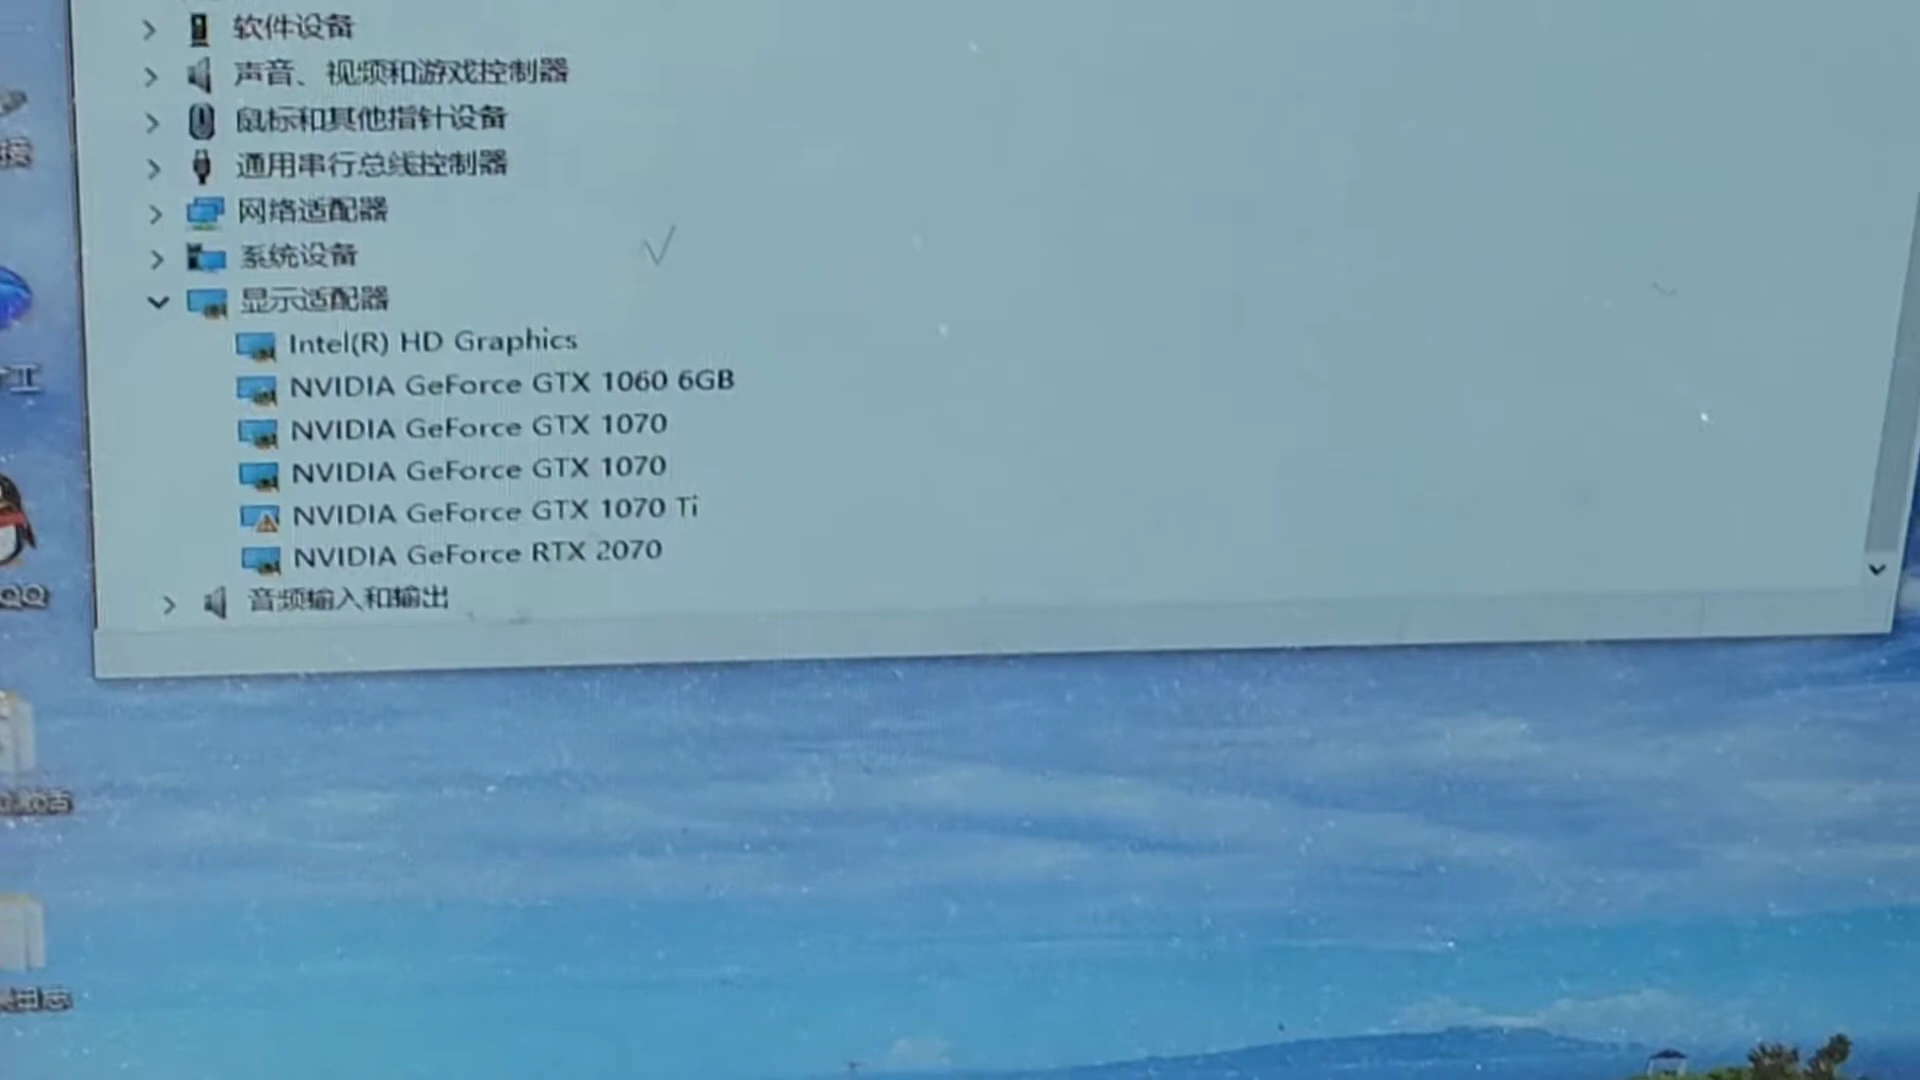 软件设备
声音、视频和游戏控制器
鼠标和其他指针设备
通用串行总线控制器
网络适配器
系统设备
显示适配器
Intel(R) HD Graphics
NVIDIA GeForce GTX 1060 6GB
NVIDIA GeForce GTX 1070
NVIDIA GeForce GTX 1070
NVIDIA GeForce GTX 1070 Ti
NVIDIA GeForce RTX 2070
音频输入和输出
接
工
QQ